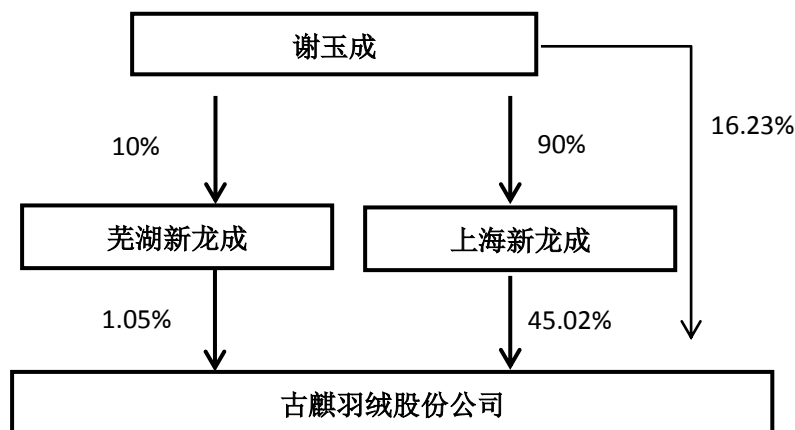 谢玉成
16.23%
10%
90%
芜湖新龙成
上海新龙成
1.05%
45.02%
古麒羽绒股份公司